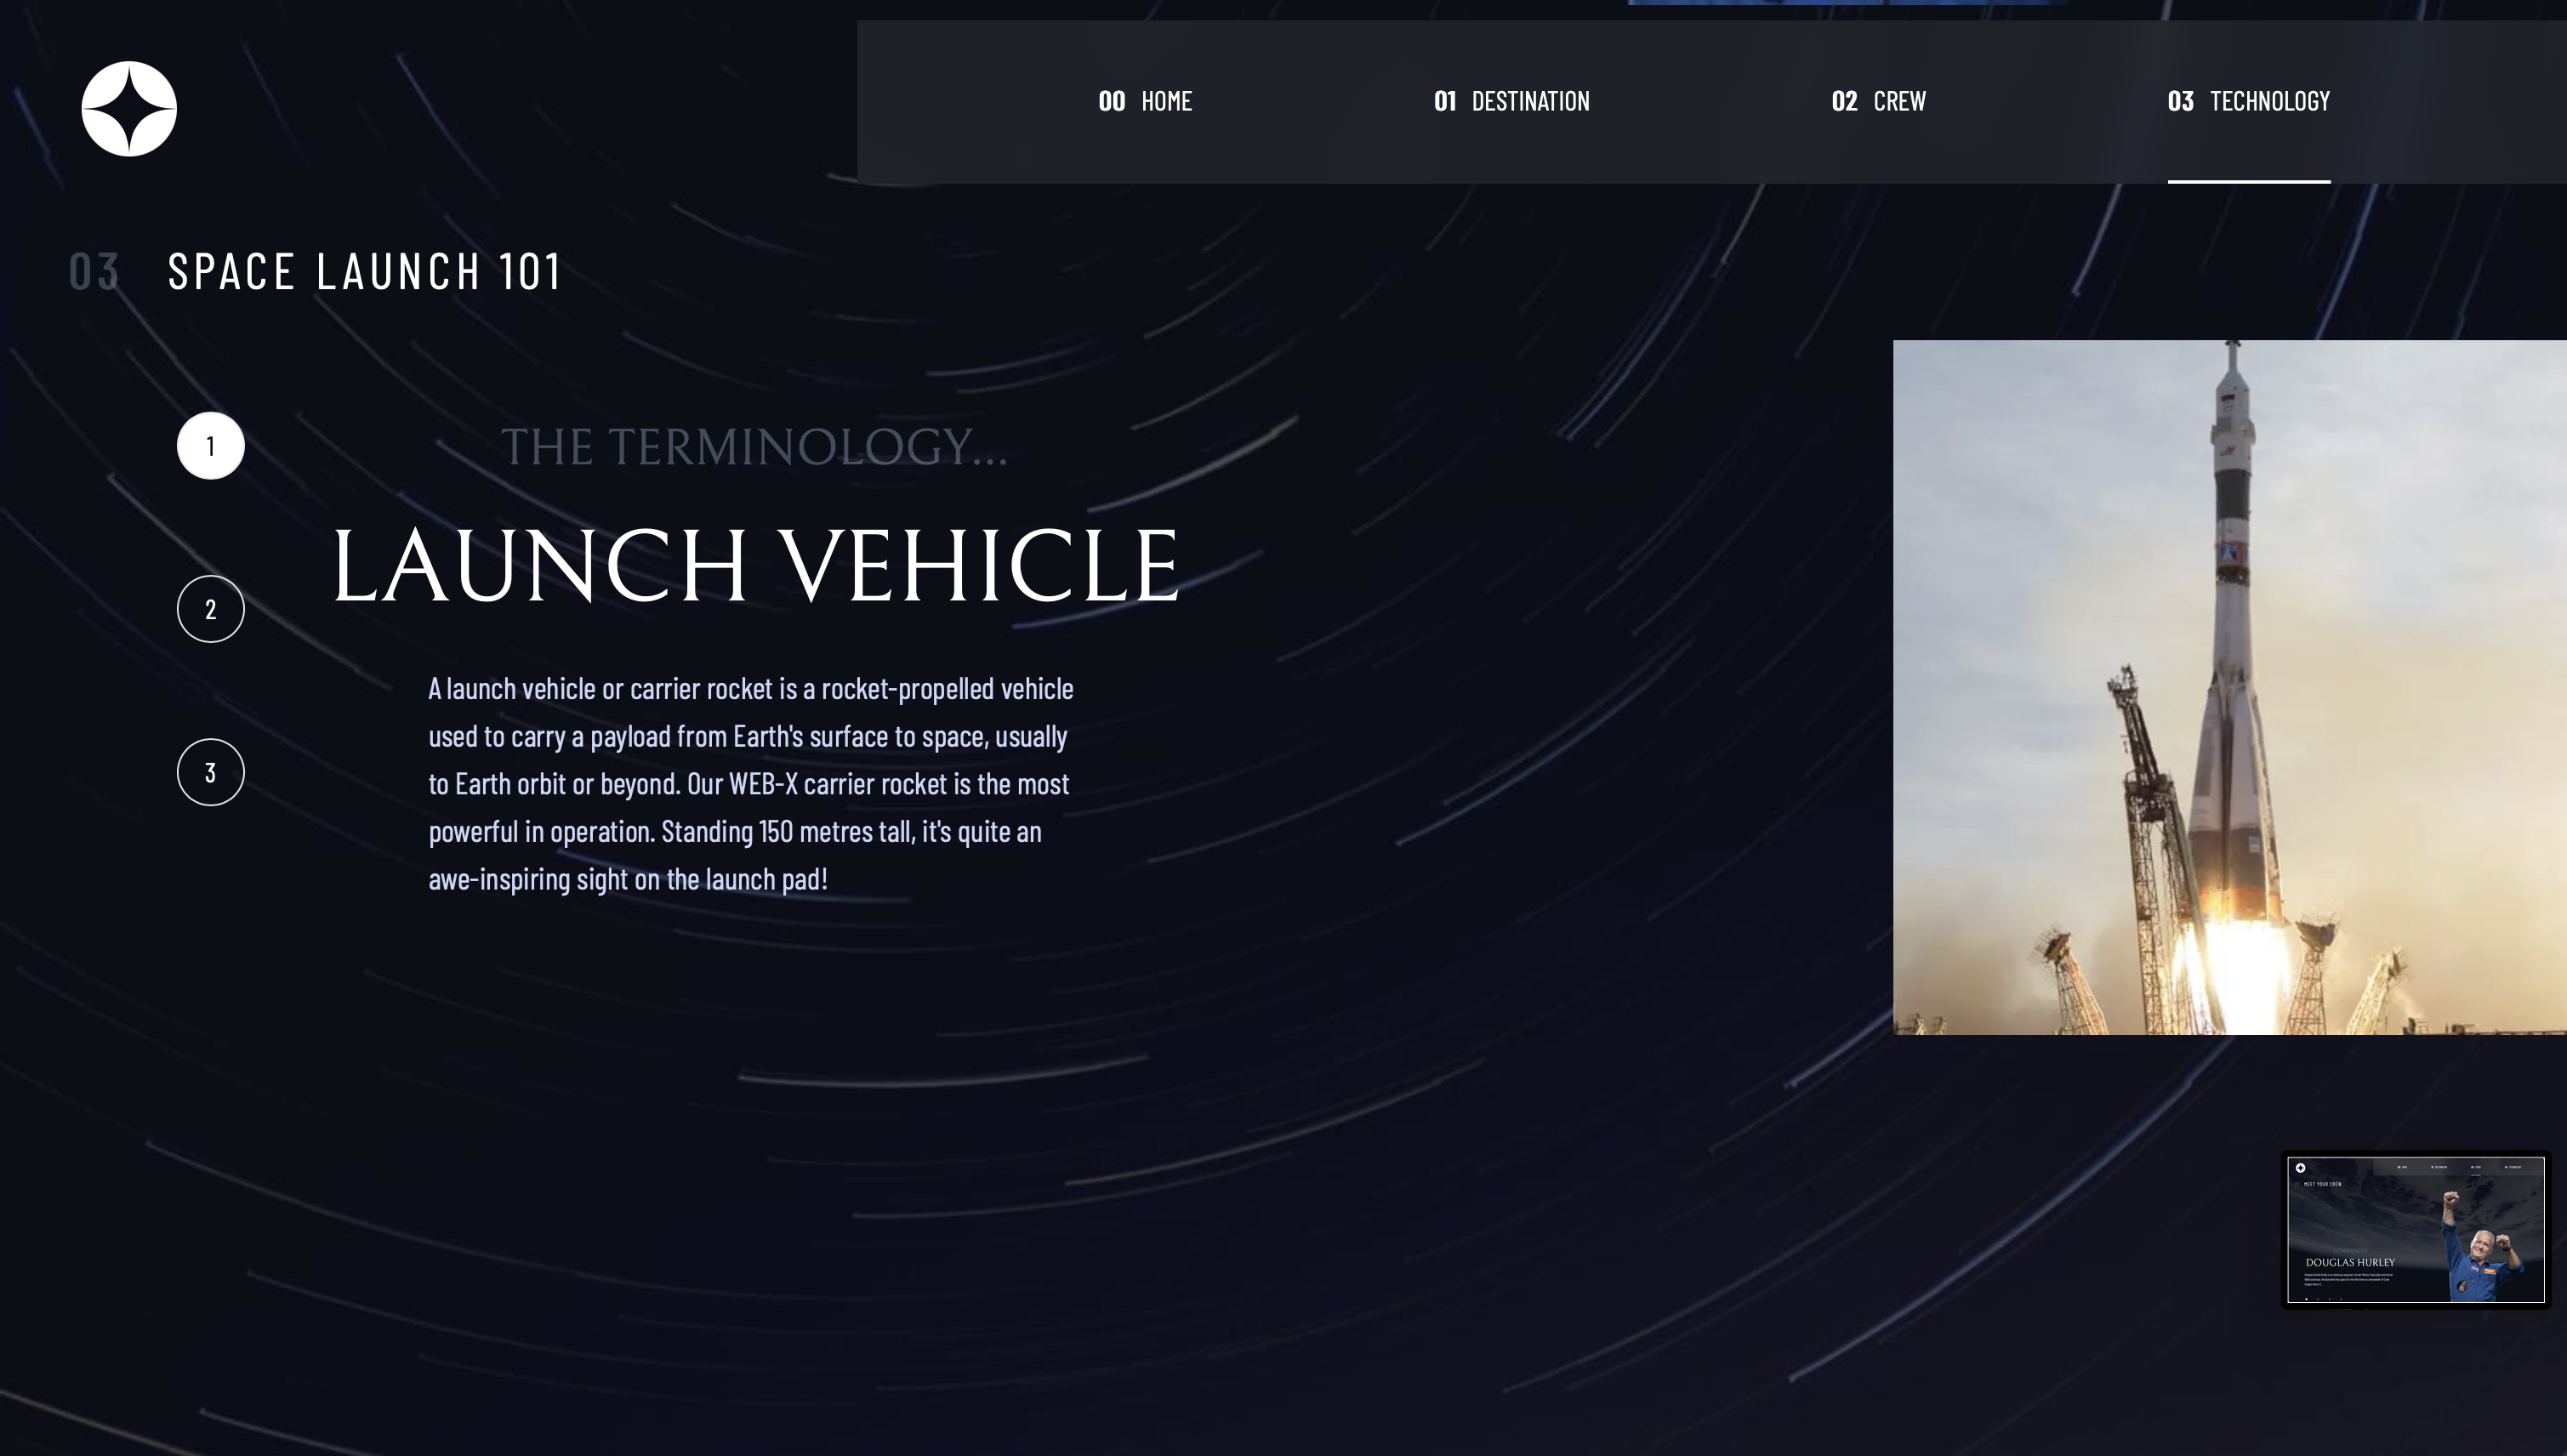 00 HOME 01 DESTINATION 02 CREW 03 TECHNOLOGY
03 SPACE LAUNCH 101
1
THE TERMINOLOGY...
LAUNCH VEHICLE
2
A launch vehicle or carrier rocket is a rocket-propelled vehicle
used to carry a payload from Earth's surface to space, usually
to Earth orbit or beyond. Our WEB-X carrier rocket is the most
powerful in operation. Standing 150 metres tall, it's quite an
awe-inspiring sight on the launch pad!
3
MEET YOUR CREW
DOUGLAS HURLEY